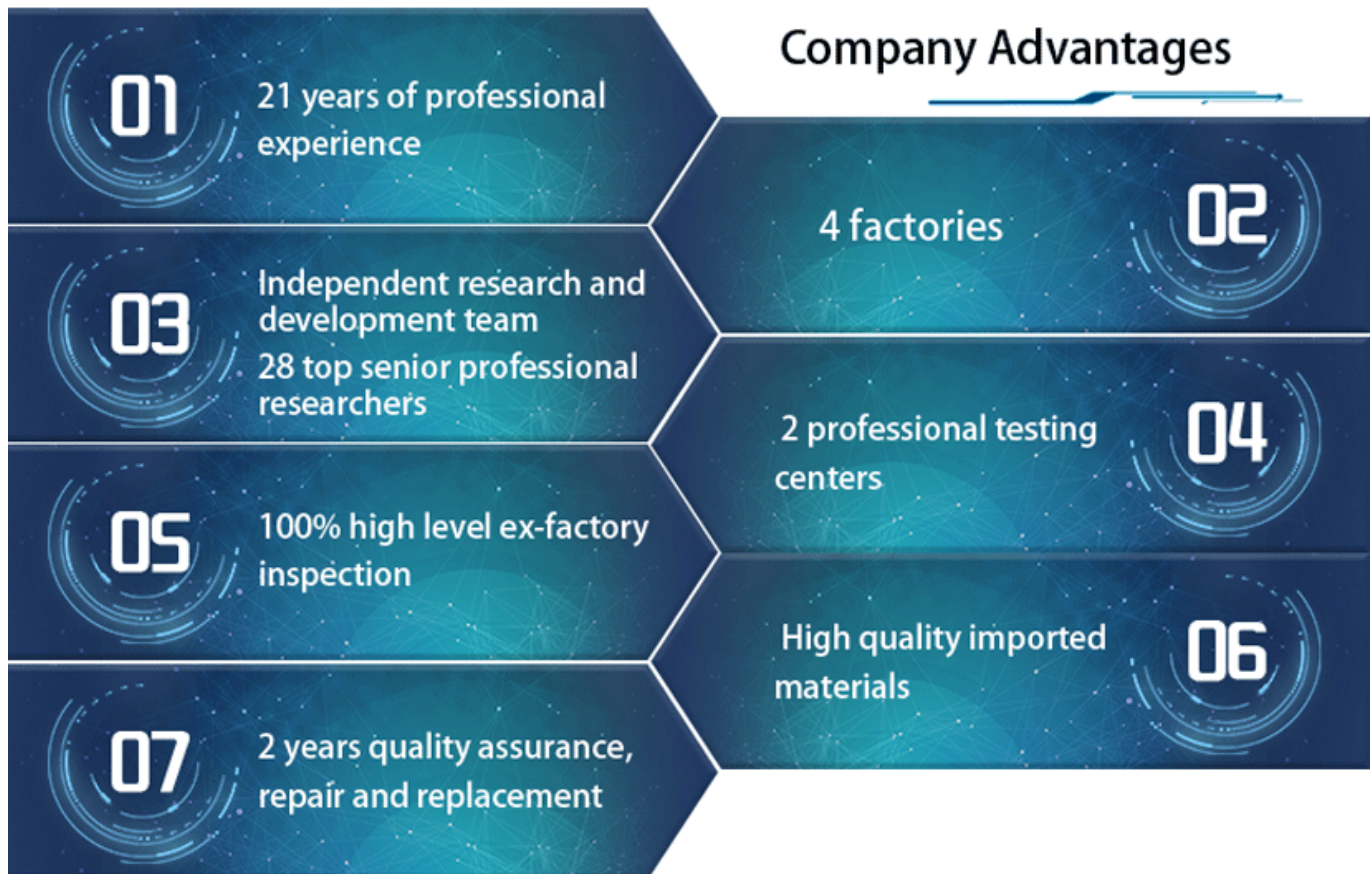 Company Advantages
01
21 years of professional
experience
02
4 factories
03
Independent research and
development team
28 top senior professional
researchers
04
2 professional testing
centers
05
100% high level ex-factory
inspection
06
High quality imported
materials
07
2 years quality assurance,
repair and replacement